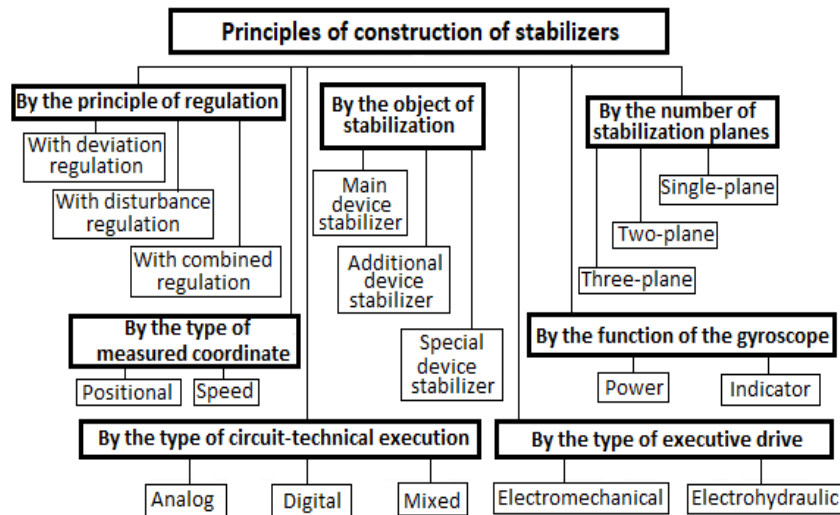 Principles of construction of stabilizers
By the principle of regulation
With deviation
regulation
With disturbance
regulation
With combined
regulation
By the object of
stabilization
Main
device
stabilizer
Additional
device
stabilizer
Special
device
stabilizer
By the number of
stabilization planes
Single-plane
Two-plane
Three-plane
By the type of
measured coordinate
Positional
Speed
By the function of the gyroscope
Power
Indicator
By the type of circuit-technical execution
Analog
Digital
Mixed
By the type of executive drive
Electromechanical
Electrohydraulic